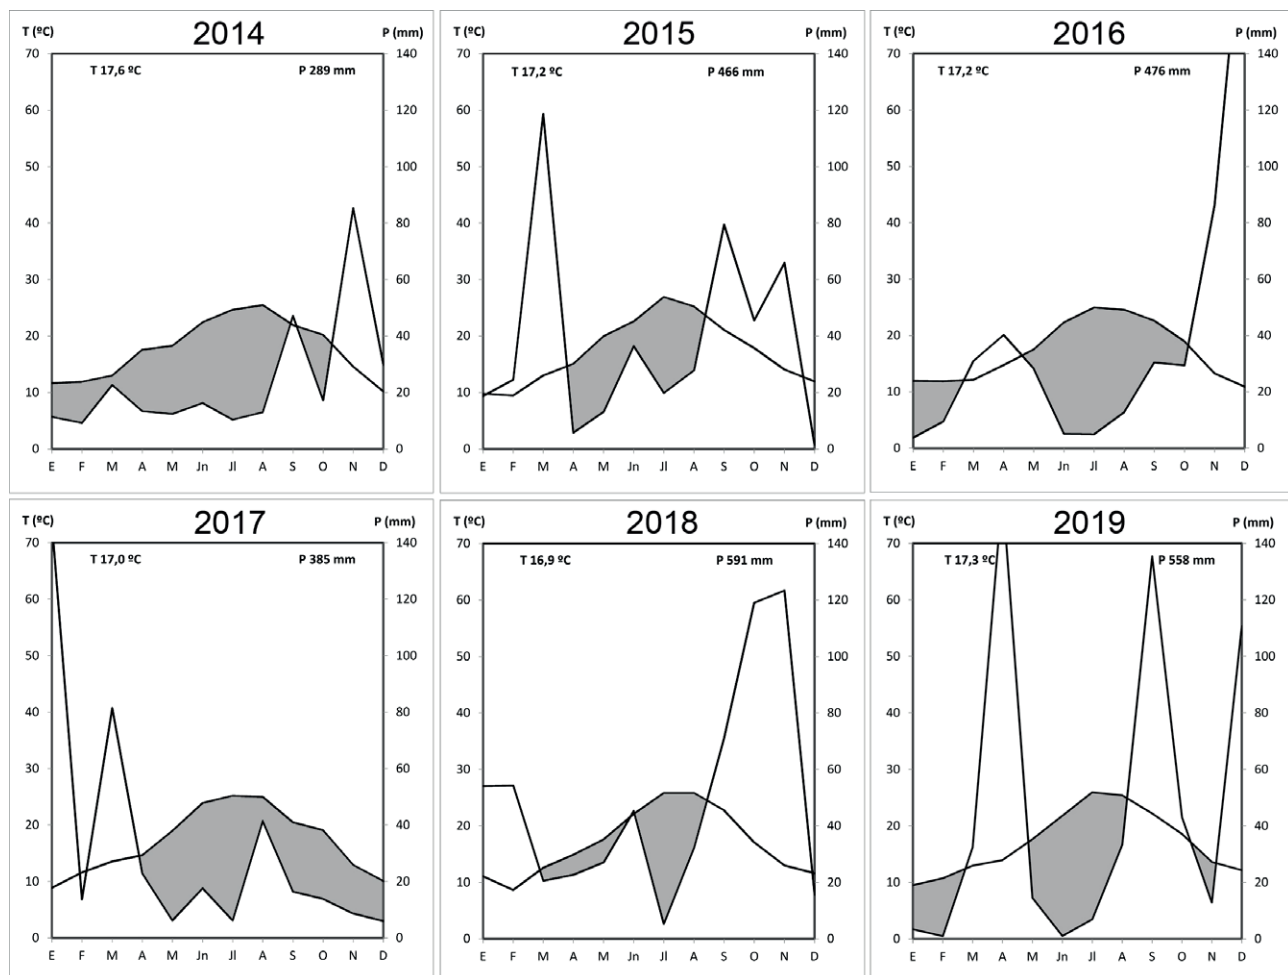 T (ºC) 2014 P (mm)
T 17,6 ºC P 289 mm
70 140
60 120
50 100
40 80
30 60
20 40
10 20
0 0
E F M A M Jn Jl A S O N D
T (ºC) 2015 P (mm)
T 17,2 ºC P 466 mm
70 140
60 120
50 100
40 80
30 60
20 40
10 20
0 0
E F M A M Jn Jl A S O N D
T (ºC) 2016 P (mm)
T 17,2 ºC P 476 mm
70 140
60 120
50 100
40 80
30 60
20 40
10 20
0 0
E F M A M Jn Jl A S O N D
T (ºC) 2017 P (mm)
T 17,0 ºC P 385 mm
70 140
60 120
50 100
40 80
30 60
20 40
10 20
0 0
E F M A M Jn Jl A S O N D
T (ºC) 2018 P (mm)
T 16,9 ºC P 591 mm
70 140
60 120
50 100
40 80
30 60
20 40
10 20
0 0
E F M A M Jn Jl A S O N D
T (ºC) 2019 P (mm)
T 17,3 ºC P 558 mm
70 140
60 120
50 100
40 80
30 60
20 40
10 20
0 0
E F M A M Jn Jl A S O N D